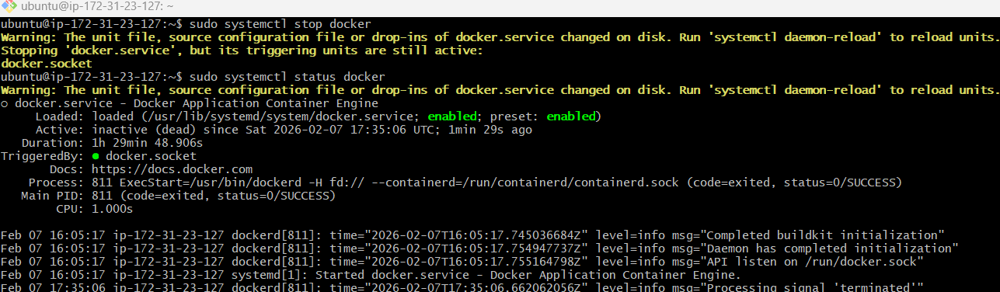 ubuntu@ip-172-31-23-127: ~
ubuntu@ip-172-31-23-127:~$ sudo systemctl stop docker
Warning: The unit file, source configuration file or drop-ins of docker.service changed on disk. Run 'systemctl daemon-reload' to reload units.
Stopping 'docker.service', but its triggering units are still active:
docker.socket
ubuntu@ip-172-31-23-127:~$ sudo systemctl status docker
Warning: The unit file, source configuration file or drop-ins of docker.service changed on disk. Run 'systemctl daemon-reload' to reload units.
○ docker.service - Docker Application Container Engine
Loaded: loaded (/usr/lib/systemd/system/docker.service; enabled; preset: enabled)
Active: inactive (dead) since Sat 2026-02-07 17:35:06 UTC; 1min 29s ago
Duration: 1h 29min 48.906s
TriggeredBy: ● docker.socket
Docs: https://docs.docker.com
Process: 811 ExecStart=/usr/bin/dockerd -H fd:// --containerd=/run/containerd/containerd.sock (code=exited, status=0/SUCCESS)
Main PID: 811 (code=exited, status=0/SUCCESS)
CPU: 1.000s
Feb 07 16:05:17 ip-172-31-23-127 dockerd[811]: time="2026-02-07T16:05:17.745036684Z" level=info msg="Completed buildkit initialization"
Feb 07 16:05:17 ip-172-31-23-127 dockerd[811]: time="2026-02-07T16:05:17.754947737Z" level=info msg="Daemon has completed initialization"
Feb 07 16:05:17 ip-172-31-23-127 dockerd[811]: time="2026-02-07T16:05:17.755164798Z" level=info msg="API listen on /run/docker.sock"
Feb 07 16:05:17 ip-172-31-23-127 systemd[1]: Started docker.service - Docker Application Container Engine.
Feb 07 17:35:06 ip-172-31-23-127 dockerd[811]: time="2026-02-07T17:35:06.662062056Z" level=info msg="Processing signal 'terminated'"